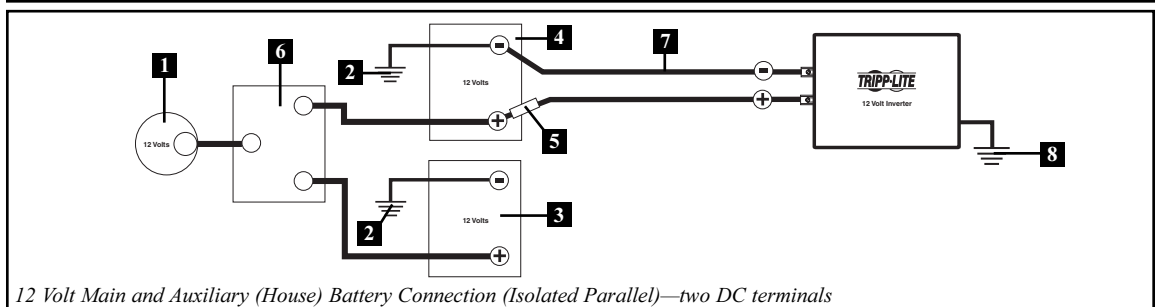 1
6
4
7
2
12 Volts
TRIPP·LITE
12 Volt Inverter
12 Volts
5
8
2
12 Volts
3
12 Volt Main and Auxiliary (House) Battery Connection (Isolated Parallel)—two DC terminals